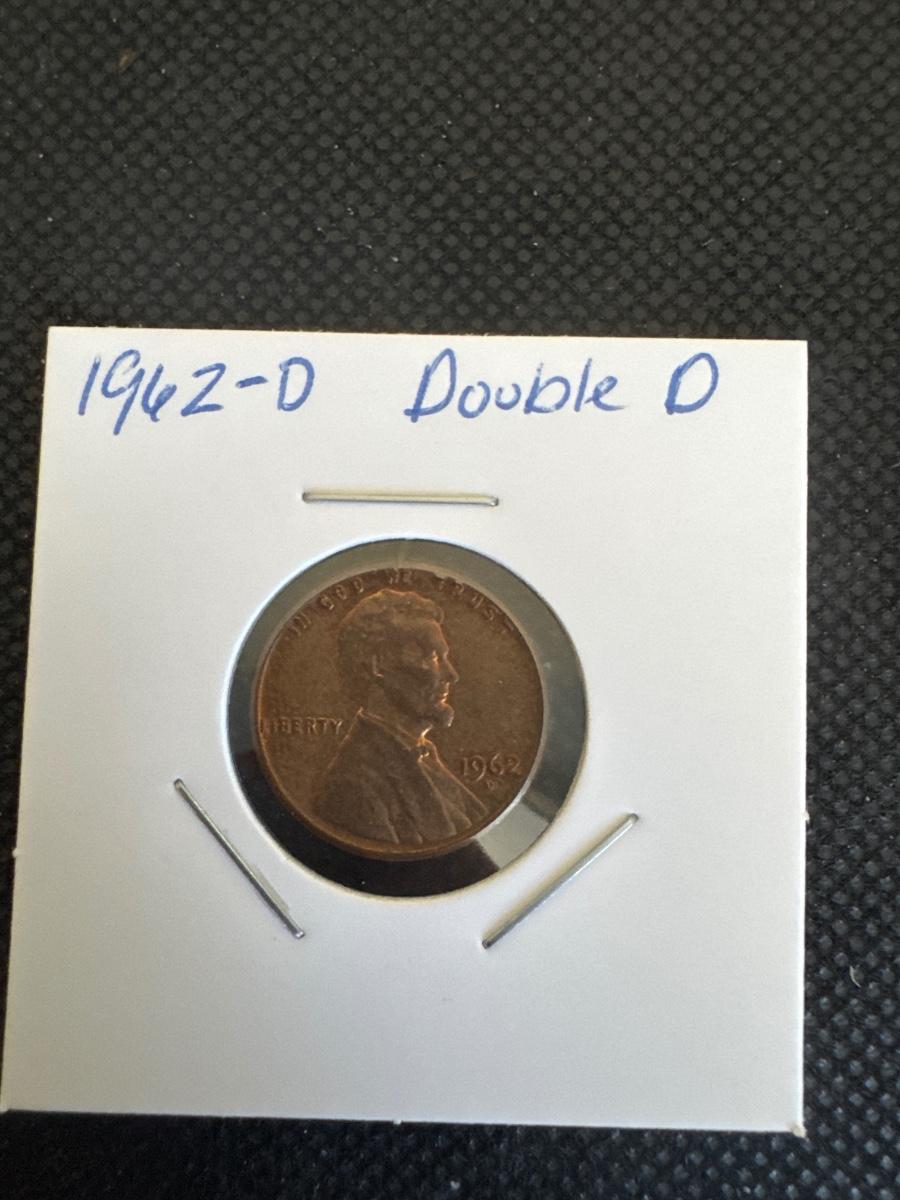 1962-D Double D
IN GOD WE TRUST
LIBERTY
1962
D